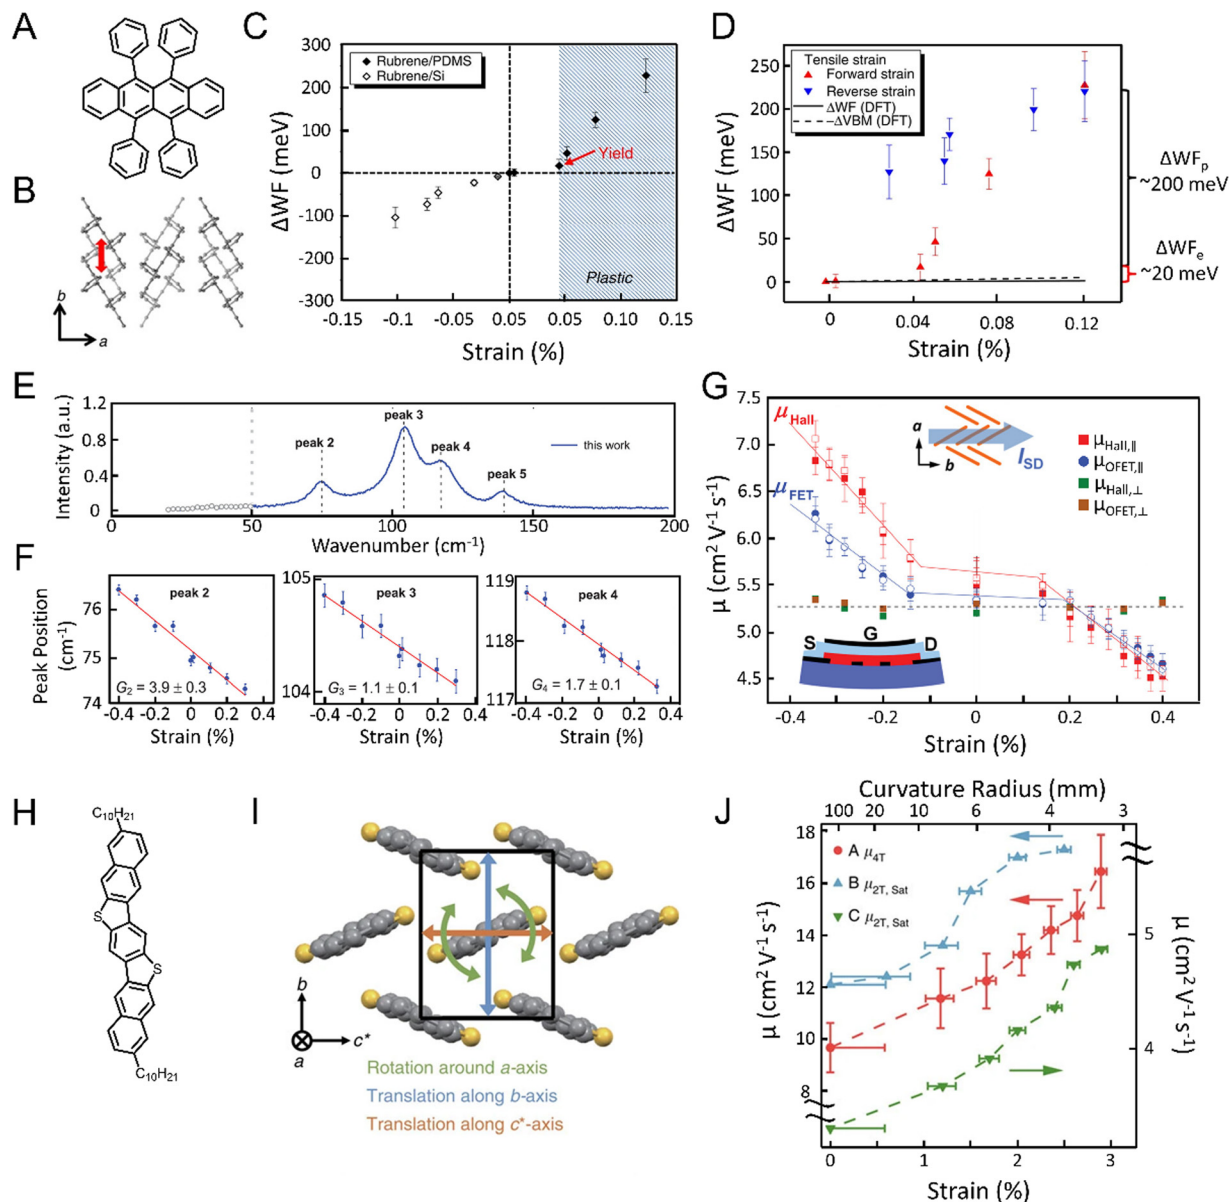 A
B
b
a
C
300
200
100
0
-100
-200
-300
ΔWF (meV)
Rubrene/PDMS
Rubrene/Si
Yield
Plastic
-0.15
-0.1
-0.05
0.05
0.05
0.10
0.15
Strain (%)
D
250
200
150
100
50
0
ΔWF (meV)
Tensile strain
Forward strain
Reverse strain
ΔWF (DFT)
-ΔVBM (DFT)
ΔWFp
~200 meV
ΔWFe
~20 meV
0
0.04
0.08
0.12
Strain (%)
E
Intensity (a.u.)
1.2
0.8
0.4
0
peak 2
peak 3
peak 4
peak 5
this work
0
50
100
150
200
Wavenumber (cm⁻¹)
F
Peak Position
(cm⁻¹)
76
75
74
peak 2
G₂ = 3.9 ± 0.3
-0.4
-0.2
0
0.2
0.4
Strain (%)
105
104
peak 3
G₃ = 1.1 ± 0.1
-0.4
-0.2
0
0.2
0.4
Strain (%)
119
118
117
peak 4
G₄ = 1.7 ± 0.1
-0.4
-0.2
0
0.2
0.4
Strain (%)
G
7.5
7.0
6.5
6.0
5.5
5.0
4.5
μ (cm² V⁻¹ s⁻¹)
μHall
μFET
a
b
ISD
μHall,∥
μOFET,∥
μHall,⊥
μOFET,⊥
S
G
D
-0.4
-0.2
0
0.2
0.4
Strain (%)
H
C₁₀H₂₁
S
S
C₁₀H₂₁
I
b
a
c*
Rotation around a-axis
Translation along b-axis
Translation along c*-axis
J
Curvature Radius (mm)
100
20
10
6
4
3
18
16
14
12
10
8
μ (cm² V⁻¹ s⁻¹)
A μ4T
B μ2T, Sat
C μ2T, Sat
5
4
μ (cm² V⁻¹ s⁻¹)
0
1
2
3
Strain (%)